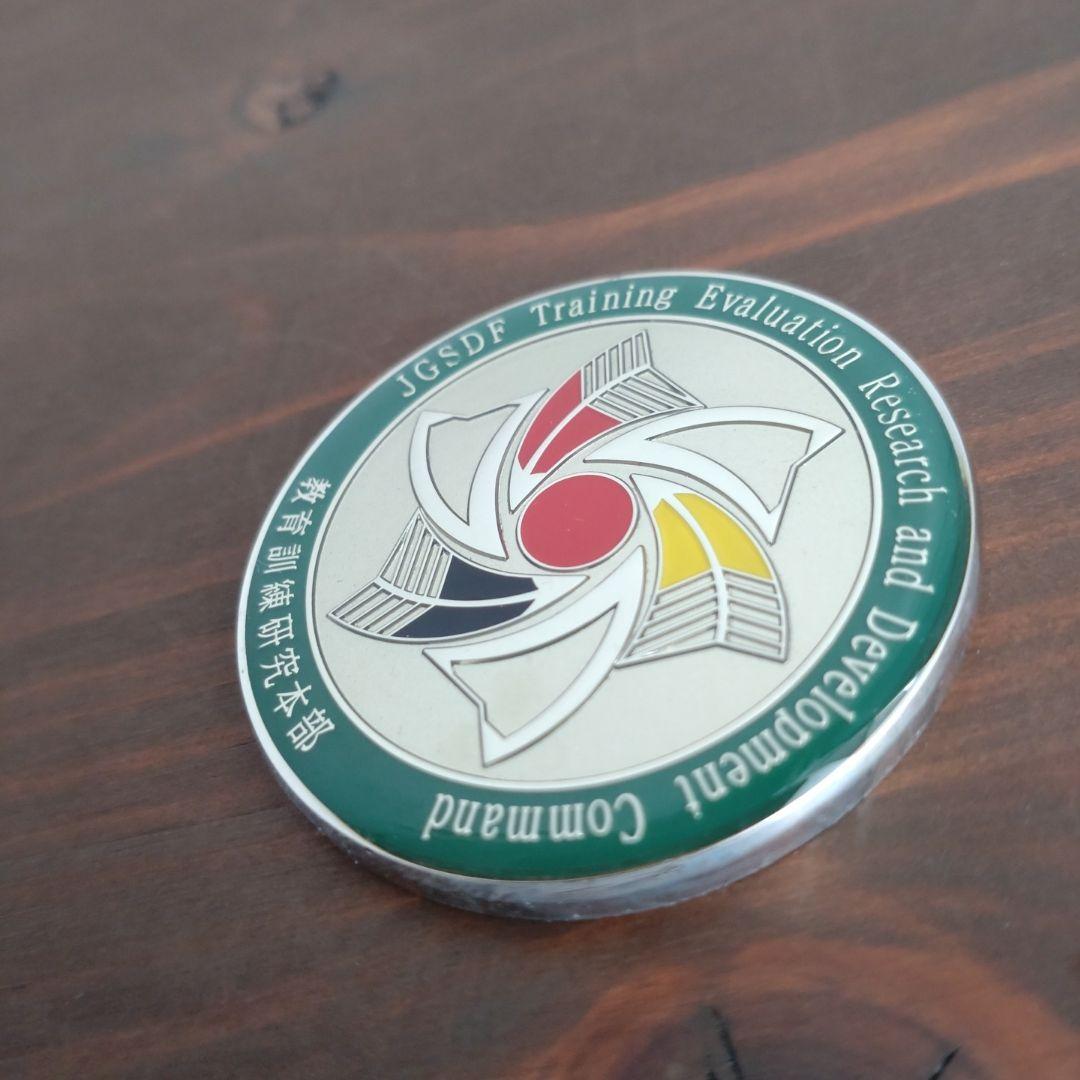 JGSDF Training Evaluation Research and Development Command
教育訓練研究本部